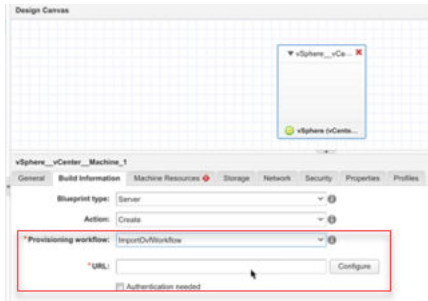 Design Canvas
vSphere__vCe...
vSphere (vCente...
vSphere__vCenter__Machine_1
General Build Information Machine Resources Storage Network Security Properties Profiles
Blueprint type: Server
Action: Create
*Provisioning workflow: ImportOvfWorkflow
*URL: Configure
Authentication needed